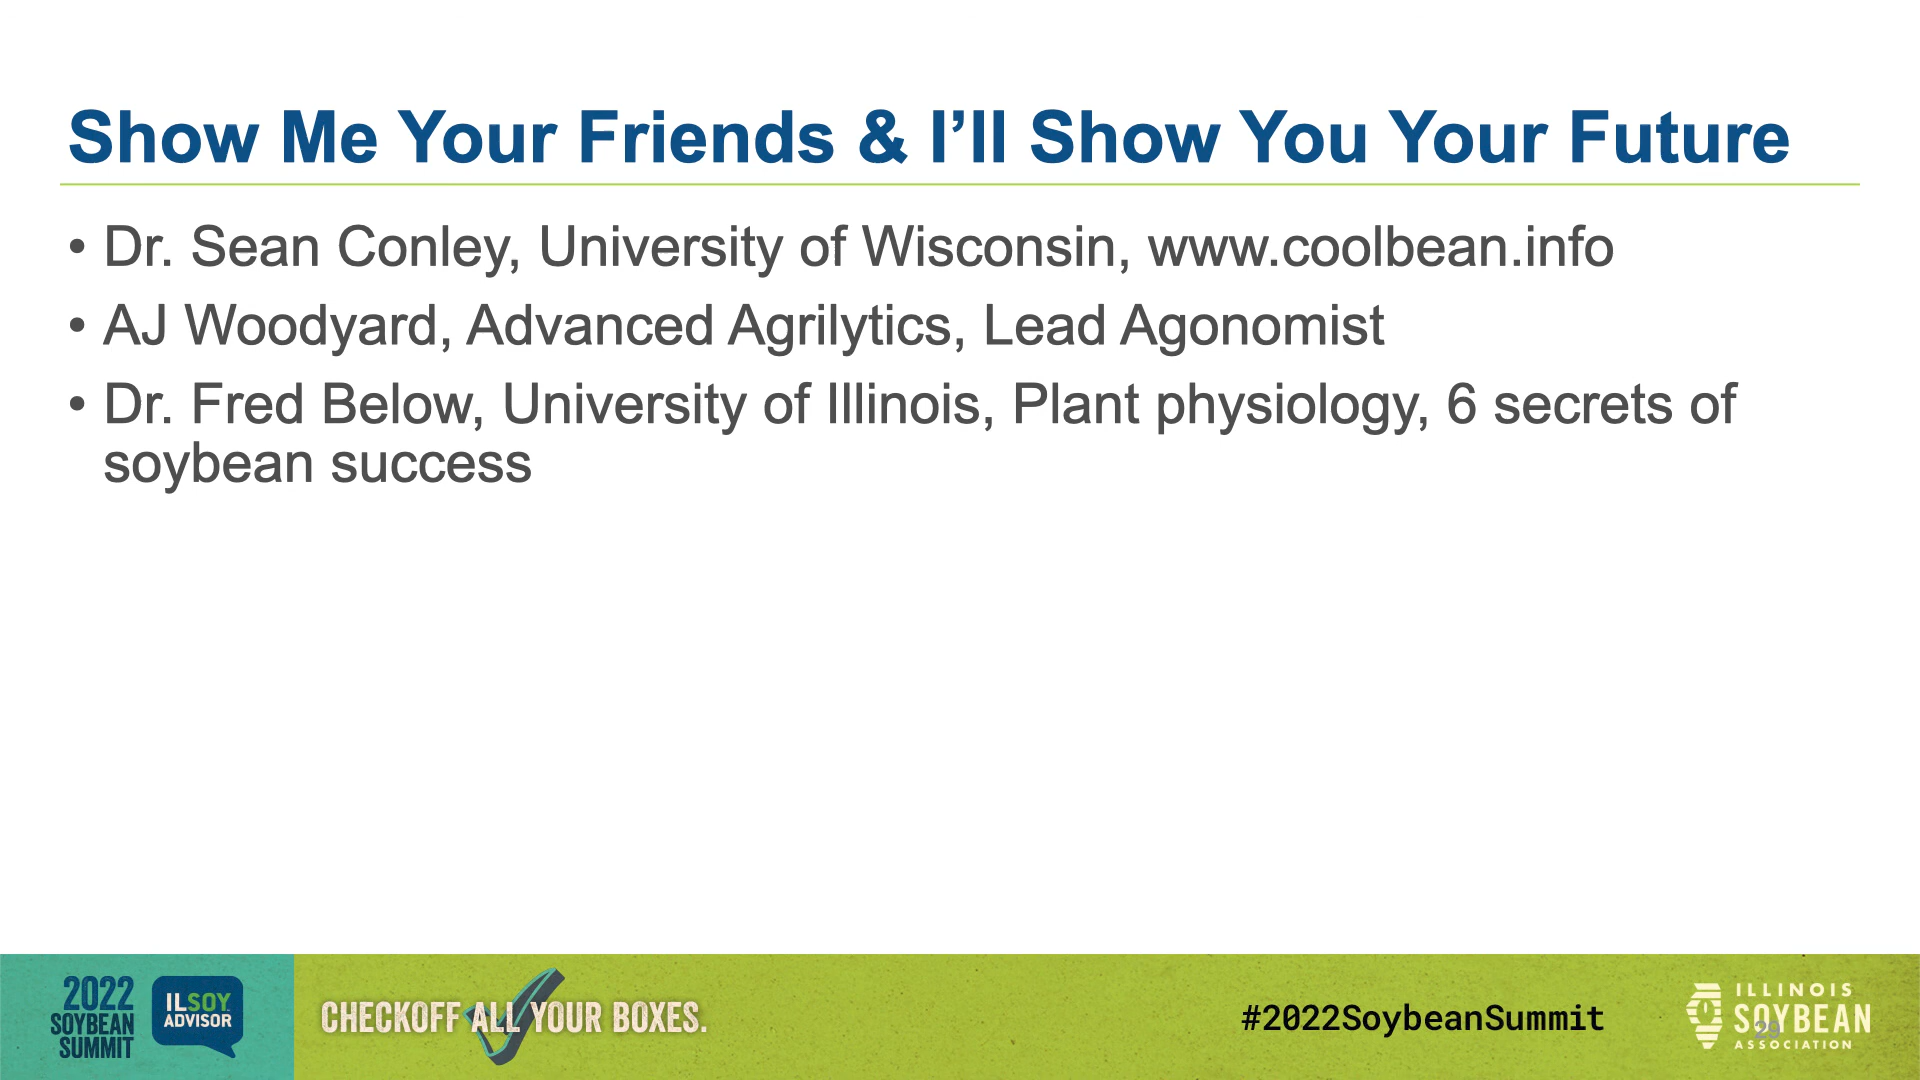 Show Me Your Friends & I’ll Show You Your Future
• Dr. Sean Conley, University of Wisconsin, www.coolbean.info
• AJ Woodyard, Advanced Agrilytics, Lead Agonomist
• Dr. Fred Below, University of Illinois, Plant physiology, 6 secrets of
soybean success
2022
SOYBEAN
SUMMIT
ILSOY
ADVISOR
CHECKOFF ALL YOUR BOXES.
#2022SoybeanSummit
ILLINOIS
SOYBEAN
ASSOCIATION
29